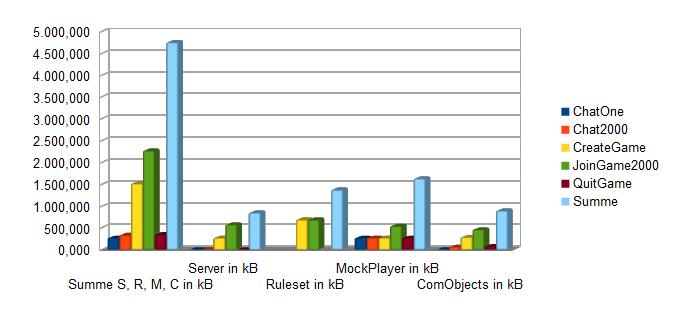 5.000,000
4.500,000
4.000,000
3.500,000
3.000,000
2.500,000
2.000,000
1.500,000
1.000,000
500,000
0,000
Server in kB
MockPlayer in kB
Summe S, R, M, C in kB
Ruleset in kB
ComObjects in kB
ChatOne
Chat2000
CreateGame
JoinGame2000
QuitGame
Summe